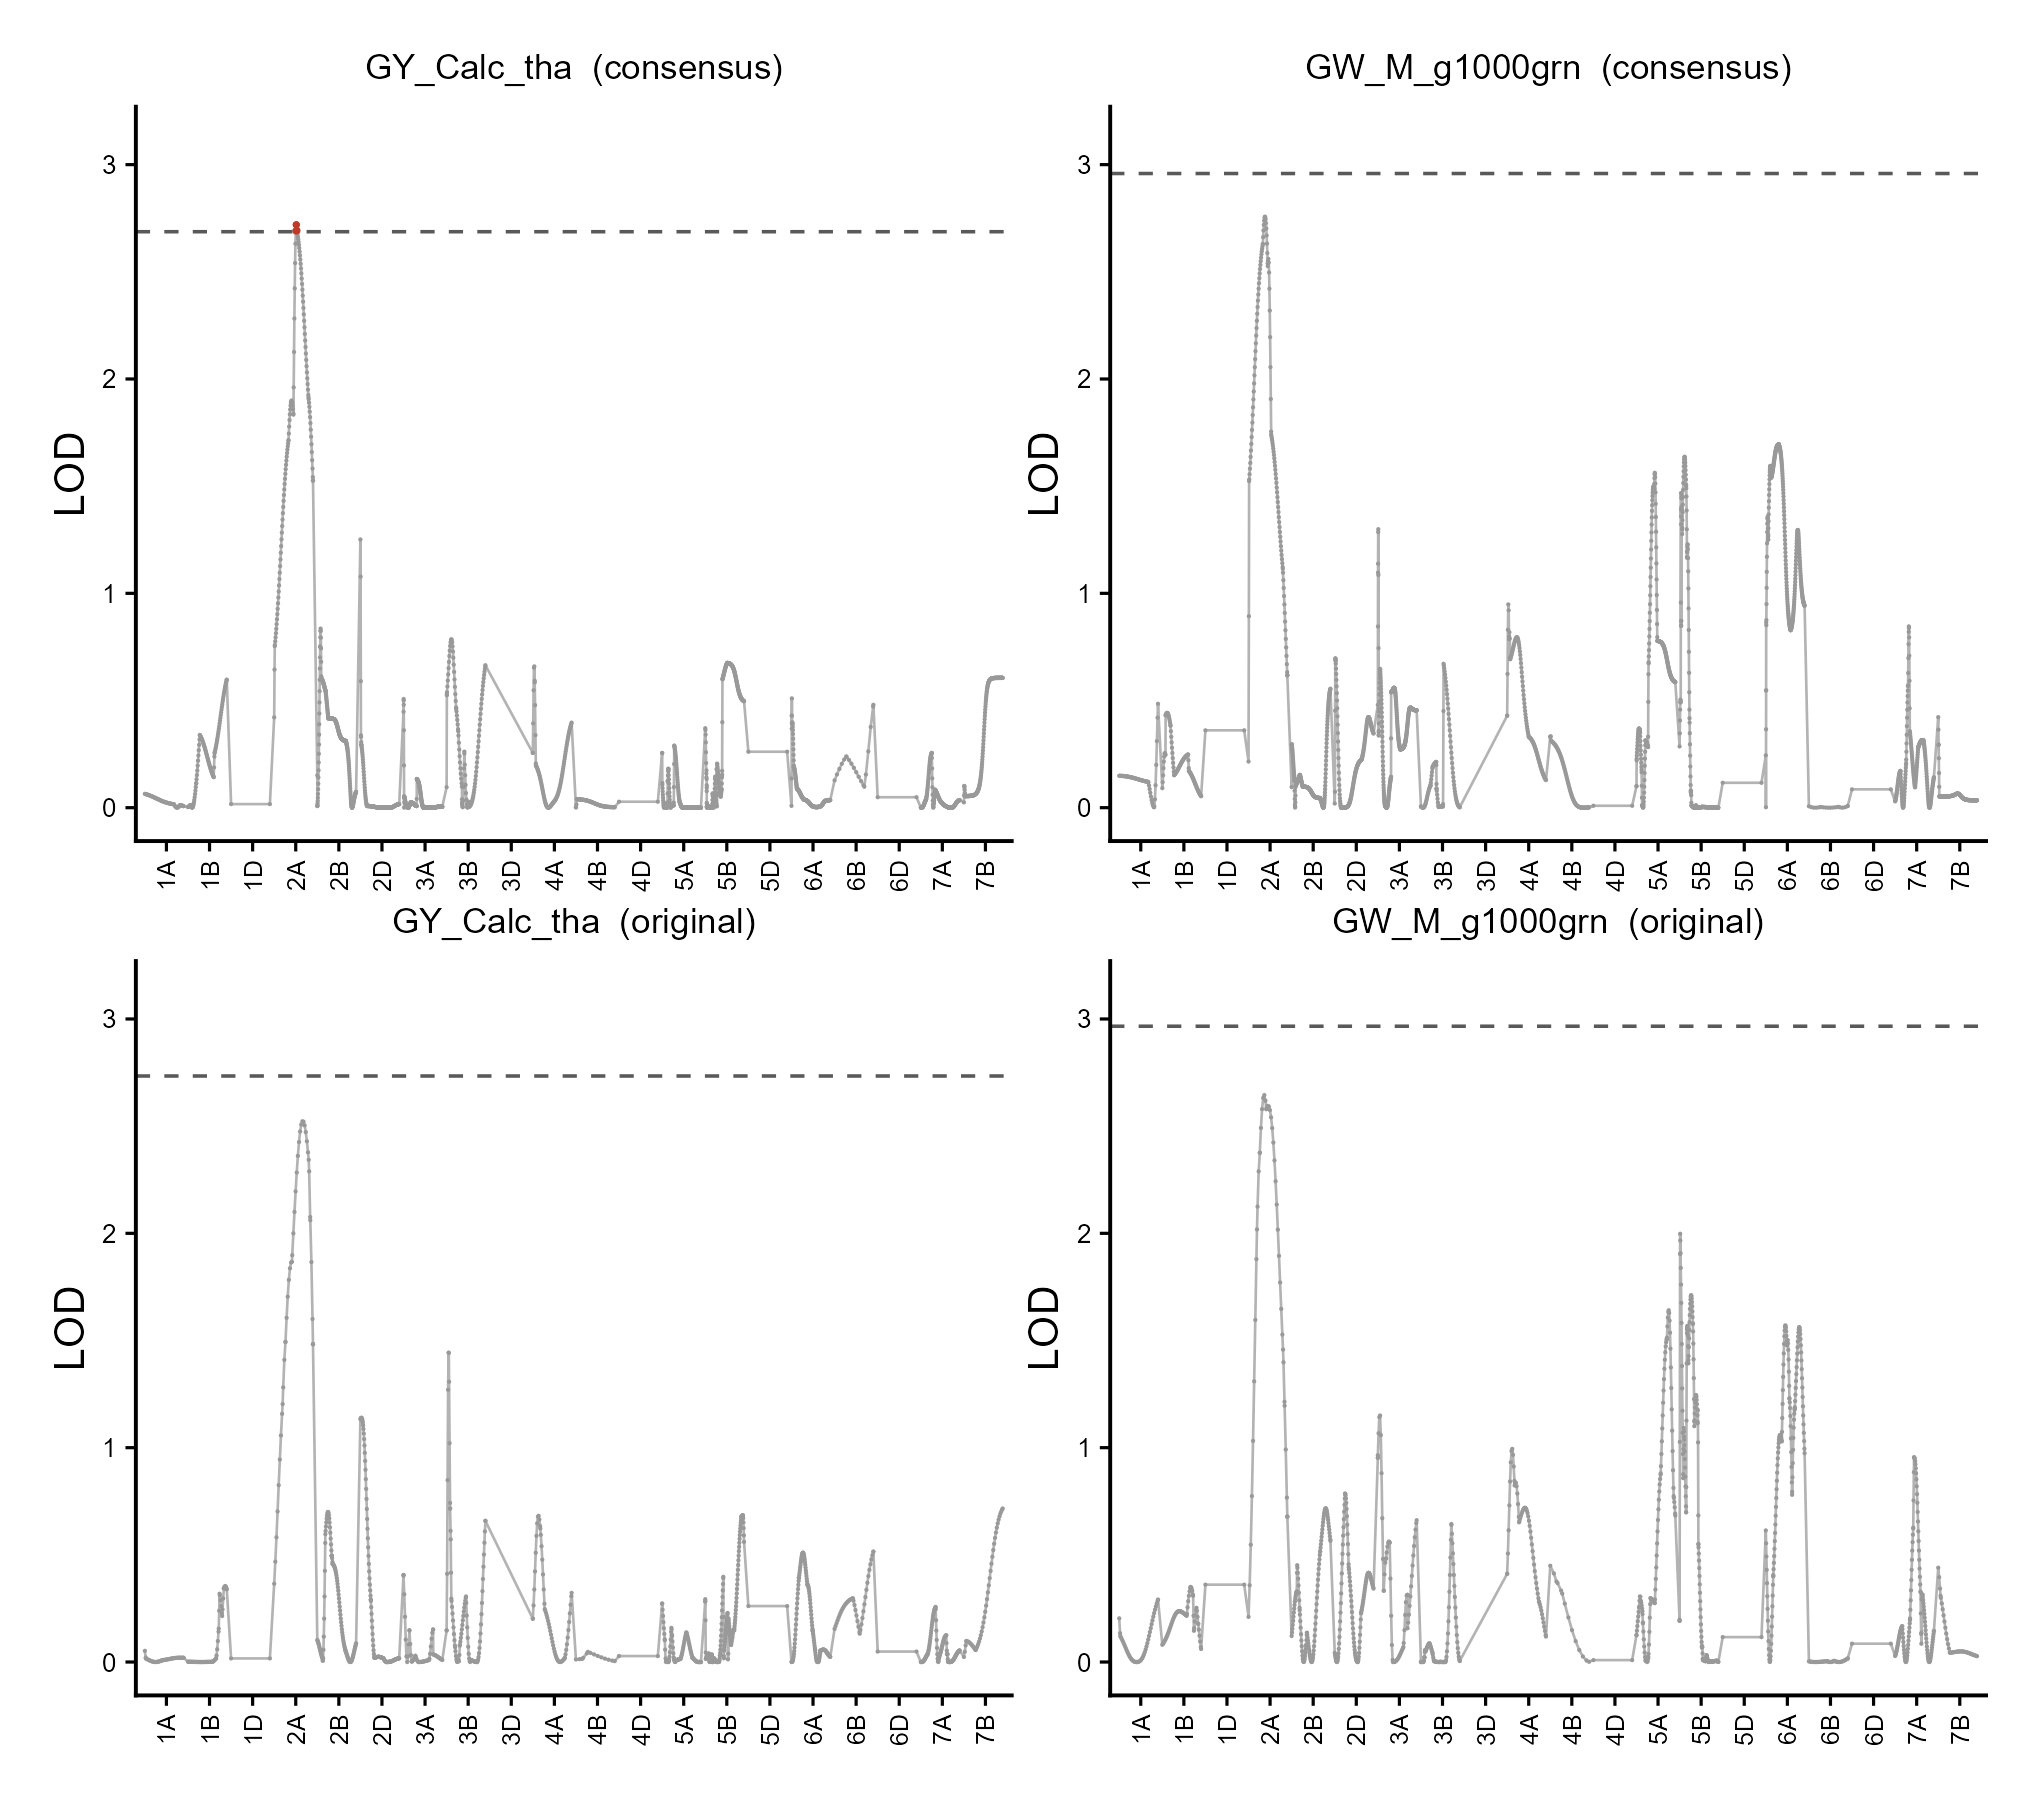 GY_Calc_tha (consensus)
3
2
1
0
LOD
1A 1B 1D 2A 2B 2D 3A 3B 3D 4A 4B 4D 5A 5B 5D 6A 6B 6D 7A 7B
GW_M_g1000grn (consensus)
3
2
1
0
LOD
1A 1B 1D 2A 2B 2D 3A 3B 3D 4A 4B 4D 5A 5B 5D 6A 6B 6D 7A 7B
GY_Calc_tha (original)
3
2
1
0
LOD
1A 1B 1D 2A 2B 2D 3A 3B 3D 4A 4B 4D 5A 5B 5D 6A 6B 6D 7A 7B
GW_M_g1000grn (original)
3
2
1
0
LOD
1A 1B 1D 2A 2B 2D 3A 3B 3D 4A 4B 4D 5A 5B 5D 6A 6B 6D 7A 7B